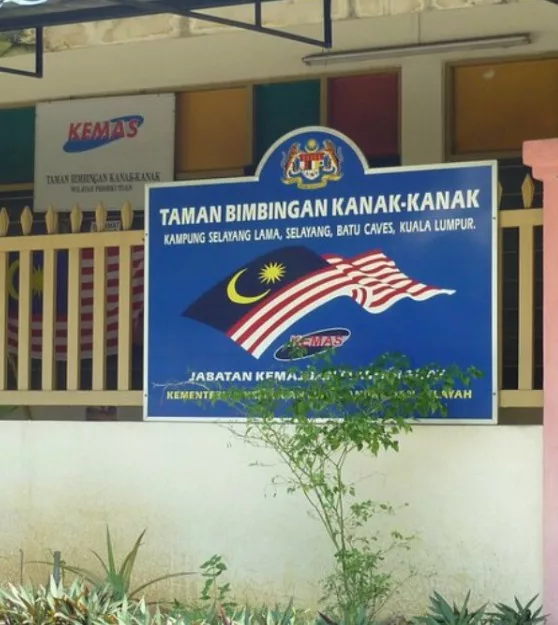 KEMAS
TAMAN BIMBINGAN KANAK-KANAK
TAMAN BIMBINGAN KANAK-KANAK
KAMPUNG SELAYANG LAMA, SELAYANG, BATU CAVES, KUALA LUMPUR.
KEMAS
JABATAN